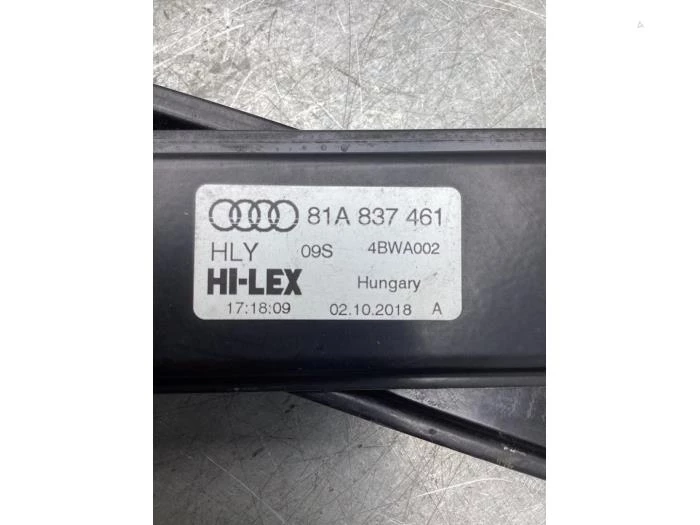 81A 837 461
HLY 09S 4BWA002
HI-LEX Hungary
17:18:09 02.10.2018 A